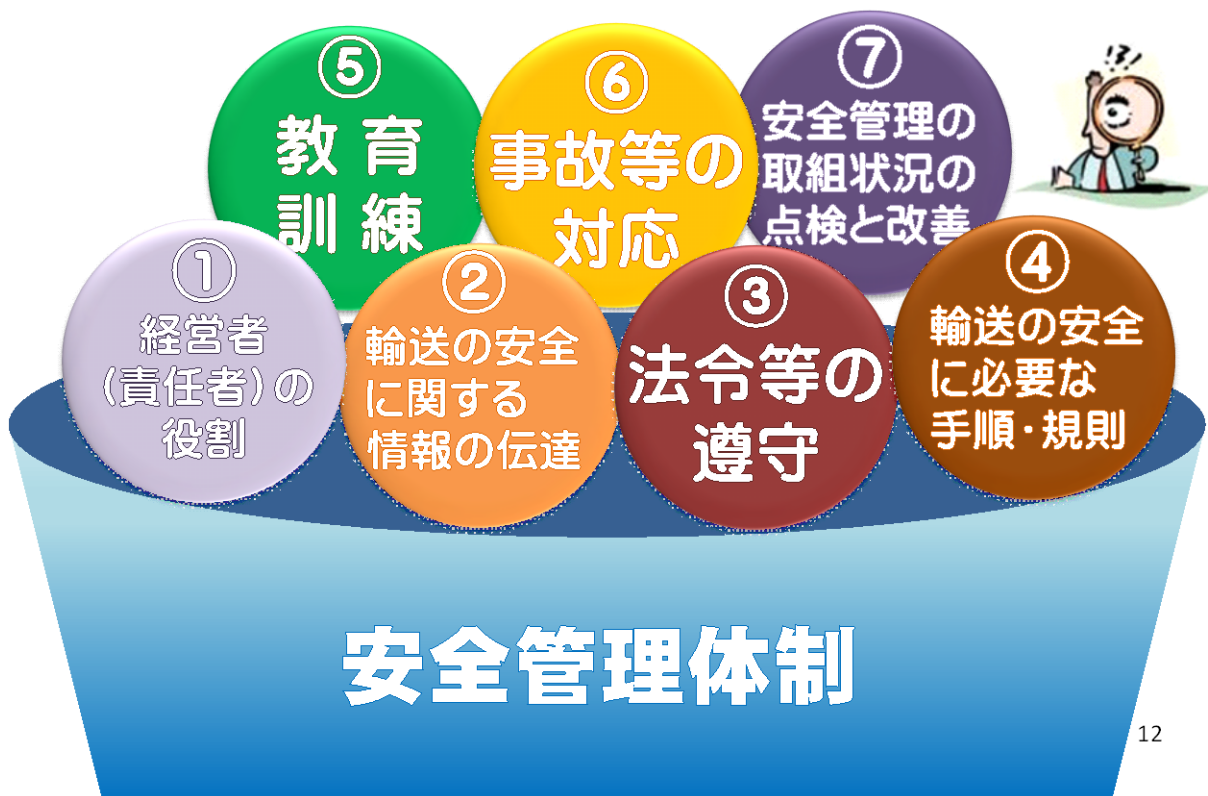 ①
経営者
(責任者)の
役割
②
輸送の安全
に関する
情報の伝達
③
法令等の
遵守
④
輸送の安全
に必要な
手順・規則
⑤
教育
訓練
⑥
事故等の
対応
⑦
安全管理の
取組状況の
点検と改善
!?!
安全管理体制
12